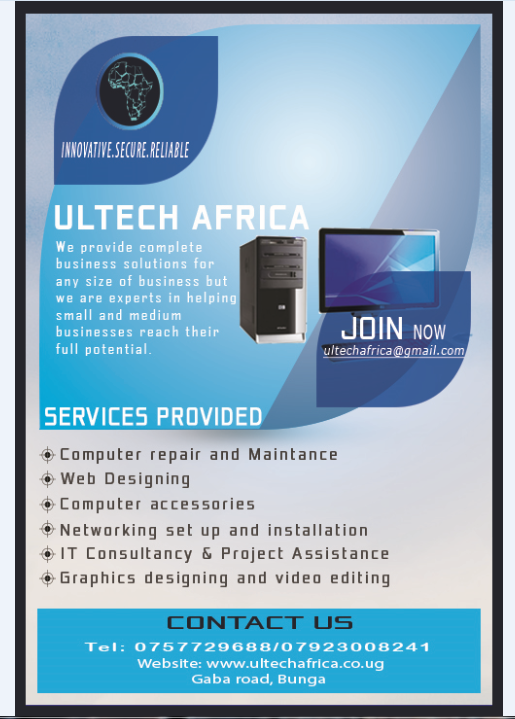 INNOVATIVE.SECURE.RELIABLE
ULTECH AFRICA
We provide complete
business solutions for
any size of business but
we are experts in helping
small and medium
businesses reach their
full potential.
JOIN NOW
ultechafrica@gmail.com
SERVICES PROVIDED
Computer repair and Maintance
Web Designing
Computer accessories
Networking set up and installation
IT Consultancy & Project Assistance
Graphics designing and video editing
CONTACT US
Tel: 0757729688/07923008241
Website: www.ultechafrica.co.ug
Gaba road, Bunga